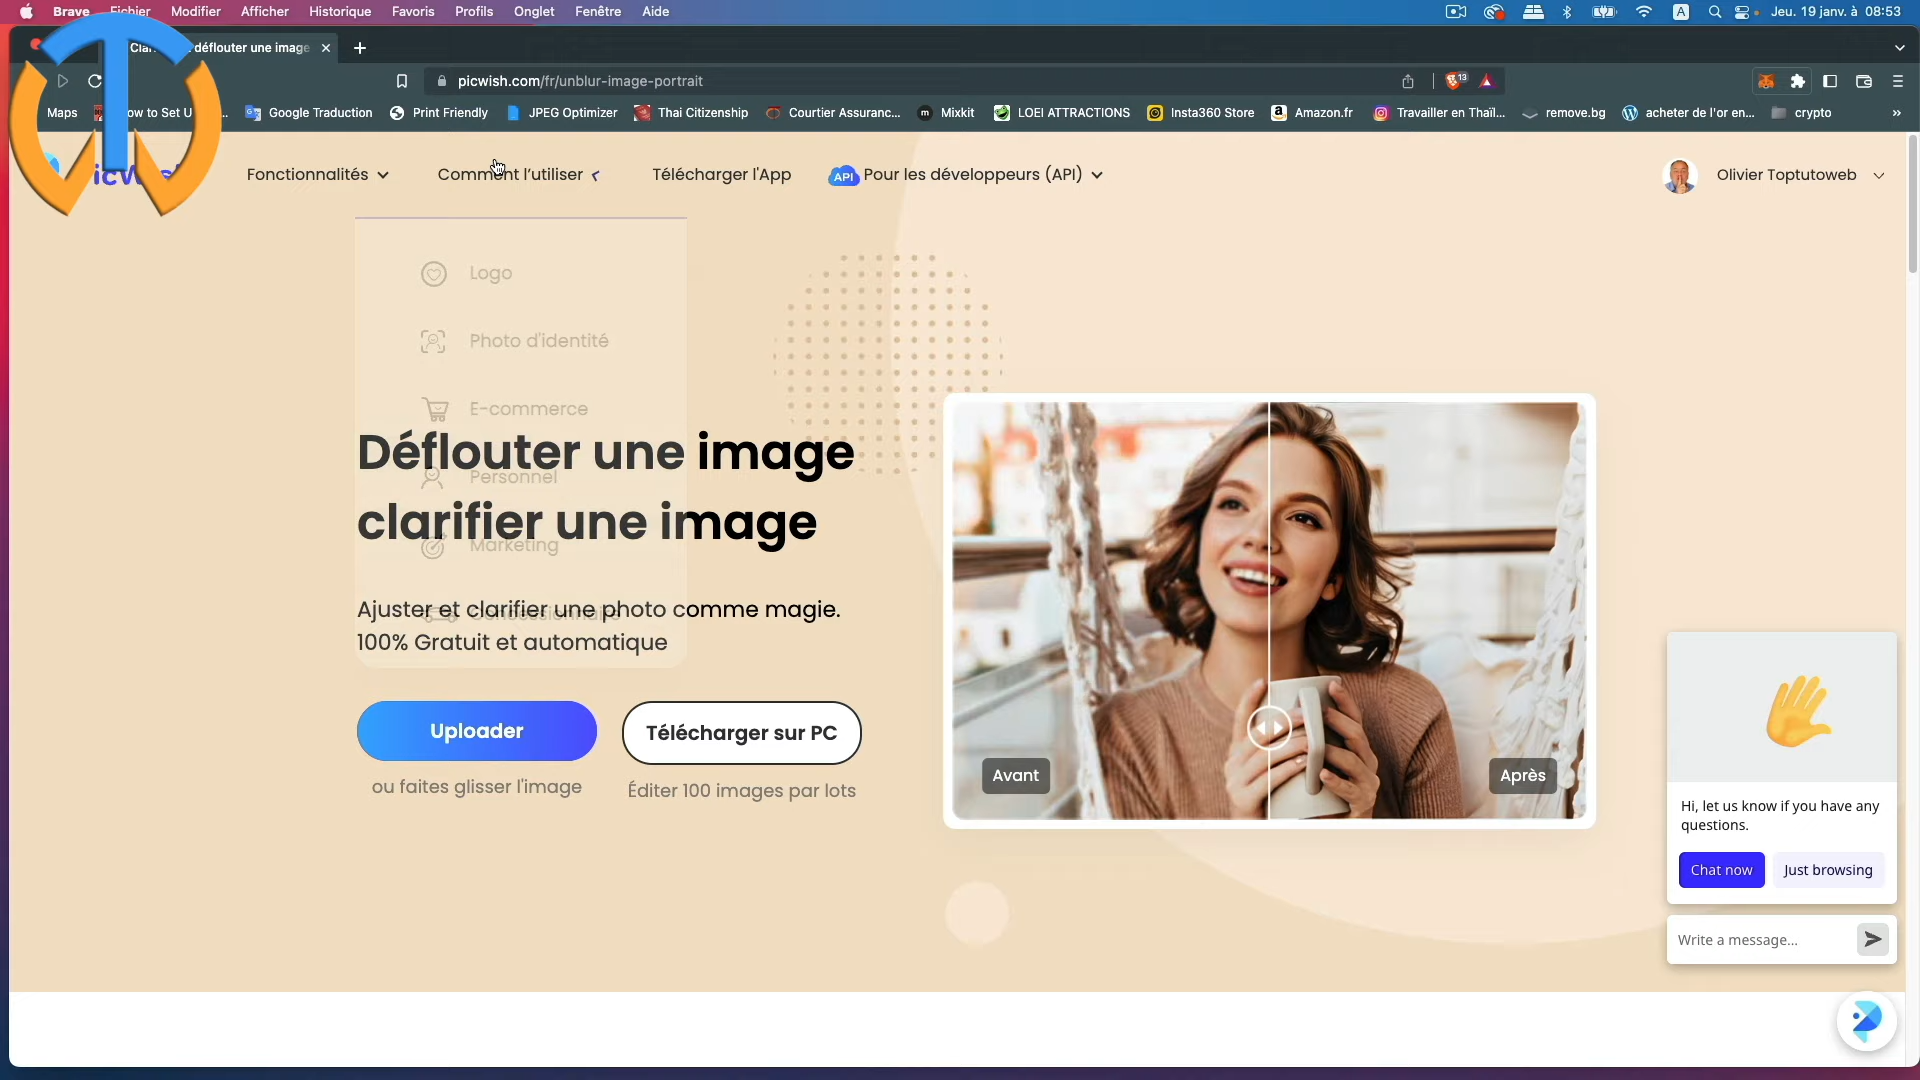 Brave Fichier Modifier Afficher Historique Favoris Profils Onglet Fenêtre Aide
A
Jeu. 19 janv. à 08:53
déflouter une image
picwish.com/fr/unblur-image-portrait
13
Maps
How to Set U
Google Traduction
Print Friendly
JPEG Optimizer
Thai Citizenship
Courtier Assuranc...
Mixkit
LOEI ATTRACTIONS
Insta360 Store
Amazon.fr
Travailler en Thaïl...
remove.bg
acheter de l'or en...
crypto
»
Fonctionnalités
Comment l'utiliser
Télécharger l'App
API
Pour les développeurs (API)
Olivier Toptutoweb
Logo
Photo d'identité
E-commerce
Déflouter une image
Personnel
clarifier une image
Marketing
Ajuster et clarifier une photo comme magie.
Concessionnaire
100% Gratuit et automatique
Uploader
Télécharger sur PC
ou faites glisser l'image
Éditer 100 images par lots
Avant
Après
Hi, let us know if you have any
questions.
Chat now
Just browsing
Write a message...